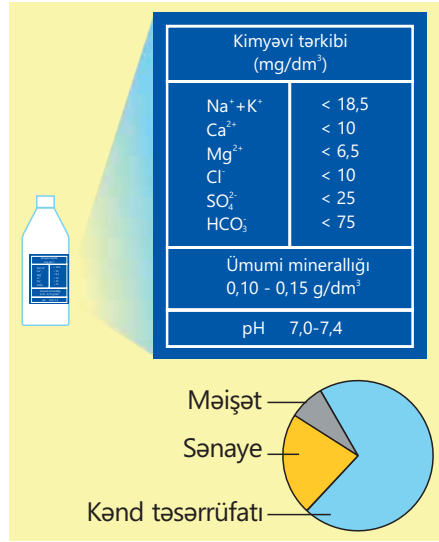 Kimyəvi tərkibi
(mg/dm³)
Na⁺+K⁺ < 18,5
Ca²⁺ < 10
Mg²⁺ < 6,5
Cl⁻ < 10
SO₄²⁻ < 25
HCO₃⁻ < 75
Ümumi minerallığı
0,10 - 0,15 g/dm³
pH 7,0-7,4
Məişət
Sənaye
Kənd təsərrüfatı